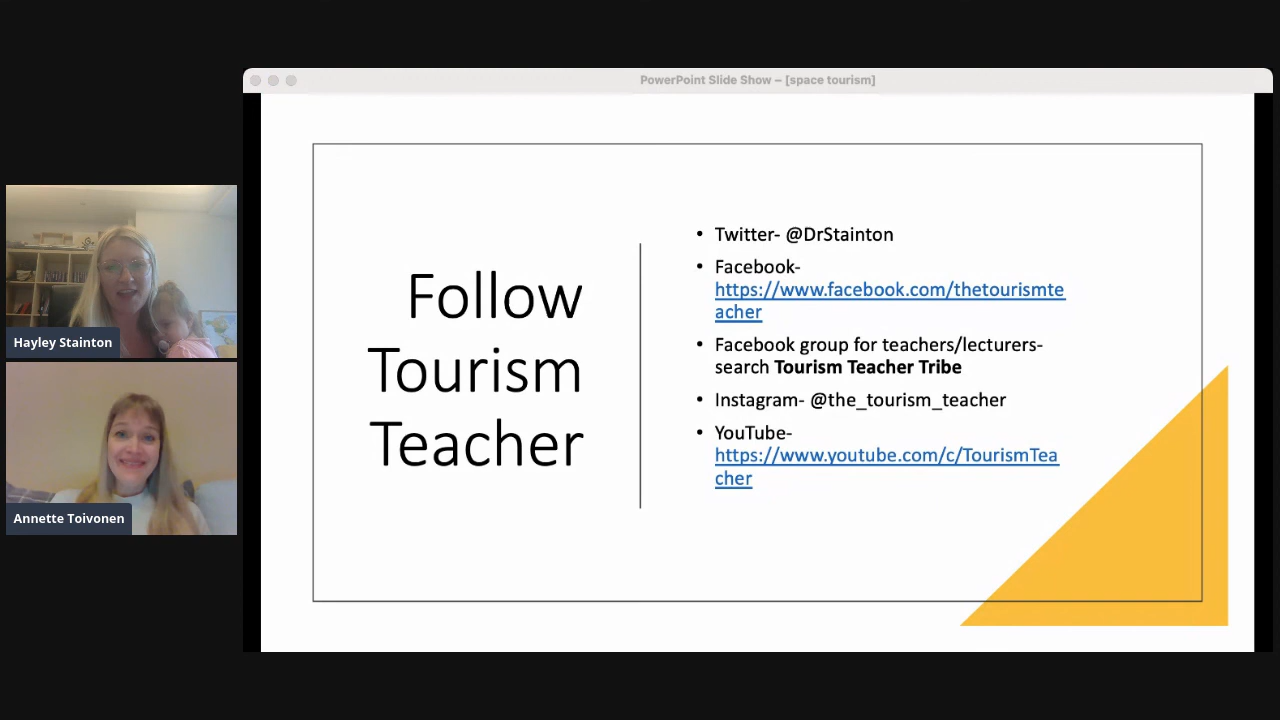 PowerPoint Slide Show – [space tourism]
Hayley Stainton
Annette Toivonen
Follow
Tourism
Teacher
• Twitter- @DrStainton
• Facebook-
https://www.facebook.com/thetourismte
acher
• Facebook group for teachers/lecturers-
search Tourism Teacher Tribe
• Instagram- @the_tourism_teacher
• YouTube-
https://www.youtube.com/c/TourismTea
cher